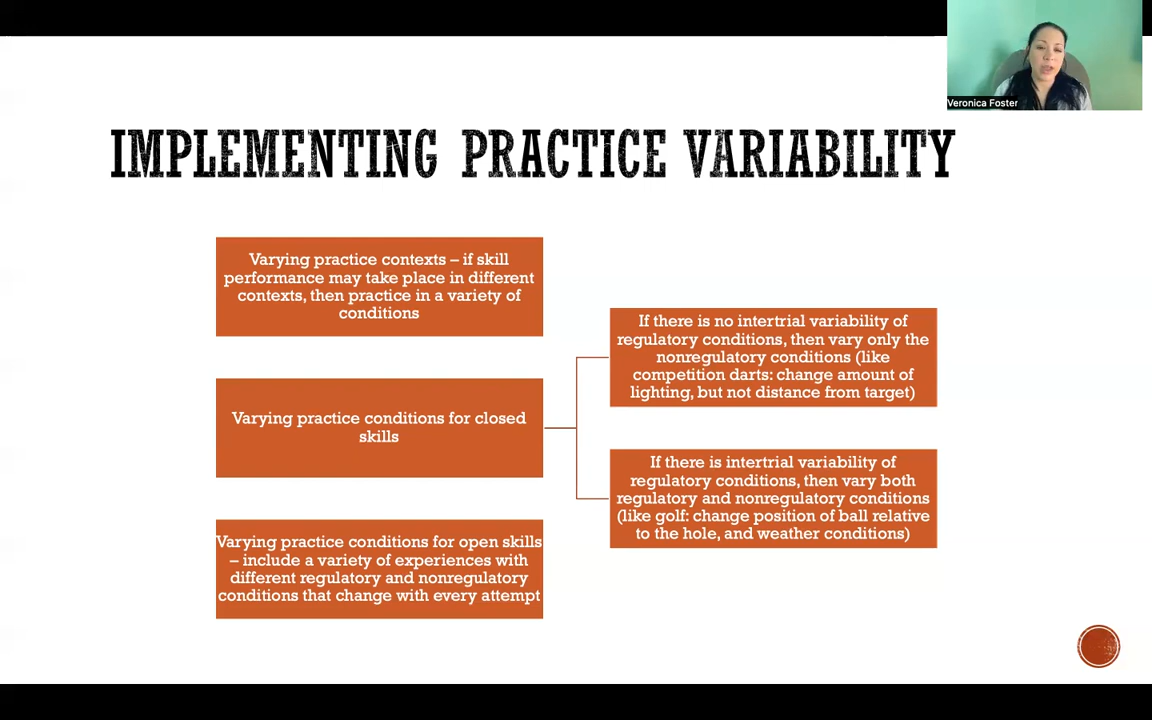 Veronica Foster
IMPLEMENTING PRACTICE VARIABILITY
Varying practice contexts – if skill
performance may take place in different
contexts, then practice in a variety of
conditions
Varying practice conditions for closed
skills
If there is no intertrial variability of
regulatory conditions, then vary only the
nonregulatory conditions (like
competition darts: change amount of
lighting, but not distance from target)
If there is intertrial variability of
regulatory conditions, then vary both
regulatory and nonregulatory conditions
(like golf: change position of ball relative
to the hole, and weather conditions)
Varying practice conditions for open skills
– include a variety of experiences with
different regulatory and nonregulatory
conditions that change with every attempt